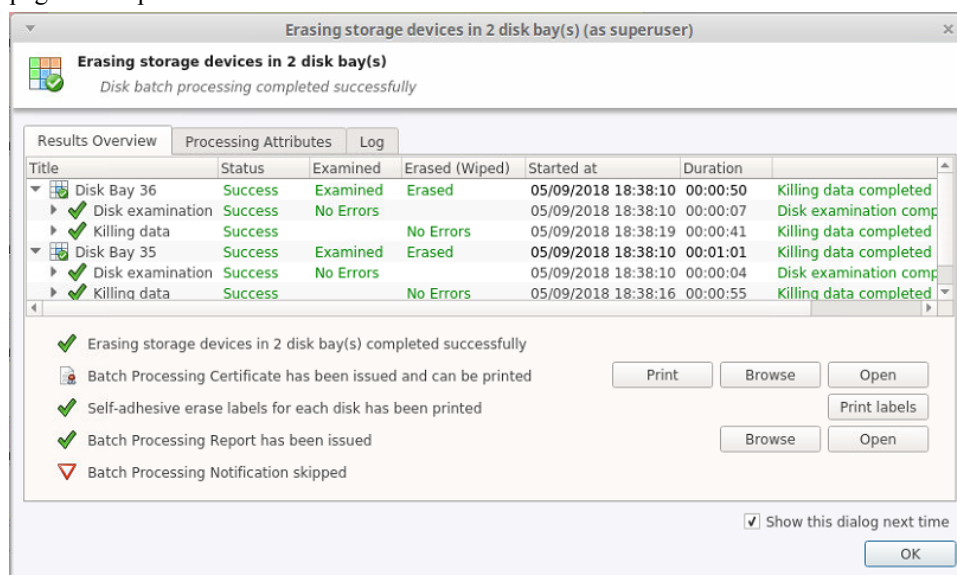 Erasing storage devices in 2 disk bay(s) (as superuser)
Erasing storage devices in 2 disk bay(s)
Disk batch processing completed successfully
Results Overview Processing Attributes Log
Title Status Examined Erased (Wiped) Started at Duration
Disk Bay 36 Success Examined Erased 05/09/2018 18:38:10 00:00:50 Killing data completed
Disk examination Success No Errors 05/09/2018 18:38:10 00:00:07 Disk examination comp
Killing data Success No Errors 05/09/2018 18:38:19 00:00:41 Killing data completed
Disk Bay 35 Success Examined Erased 05/09/2018 18:38:10 00:01:01 Killing data completed
Disk examination Success No Errors 05/09/2018 18:38:10 00:00:04 Disk examination comp
Killing data Success No Errors 05/09/2018 18:38:16 00:00:55 Killing data completed
Erasing storage devices in 2 disk bay(s) completed successfully
Batch Processing Certificate has been issued and can be printed Print Browse Open
Self-adhesive erase labels for each disk has been printed Print labels
Batch Processing Report has been issued Browse Open
Batch Processing Notification skipped
Show this dialog next time
OK